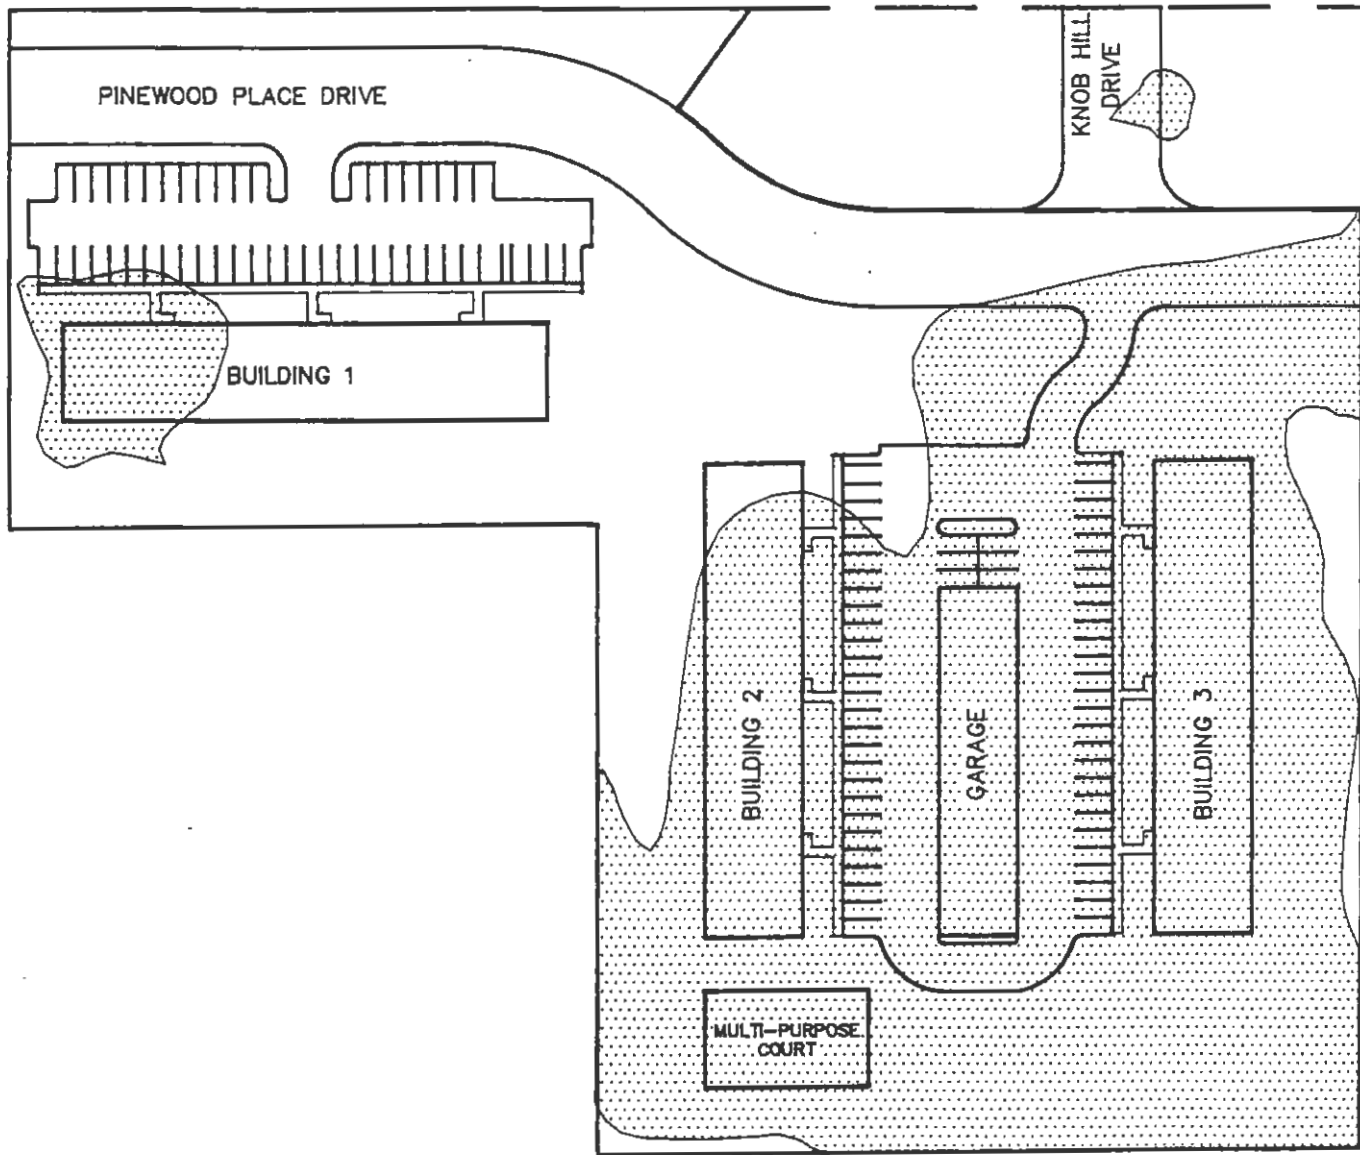 PINEWOOD PLACE DRIVE
KNOB HILL
DRIVE
BUILDING 1
BUILDING 2
GARAGE
BUILDING 3
MULTI-PURPOSE
COURT